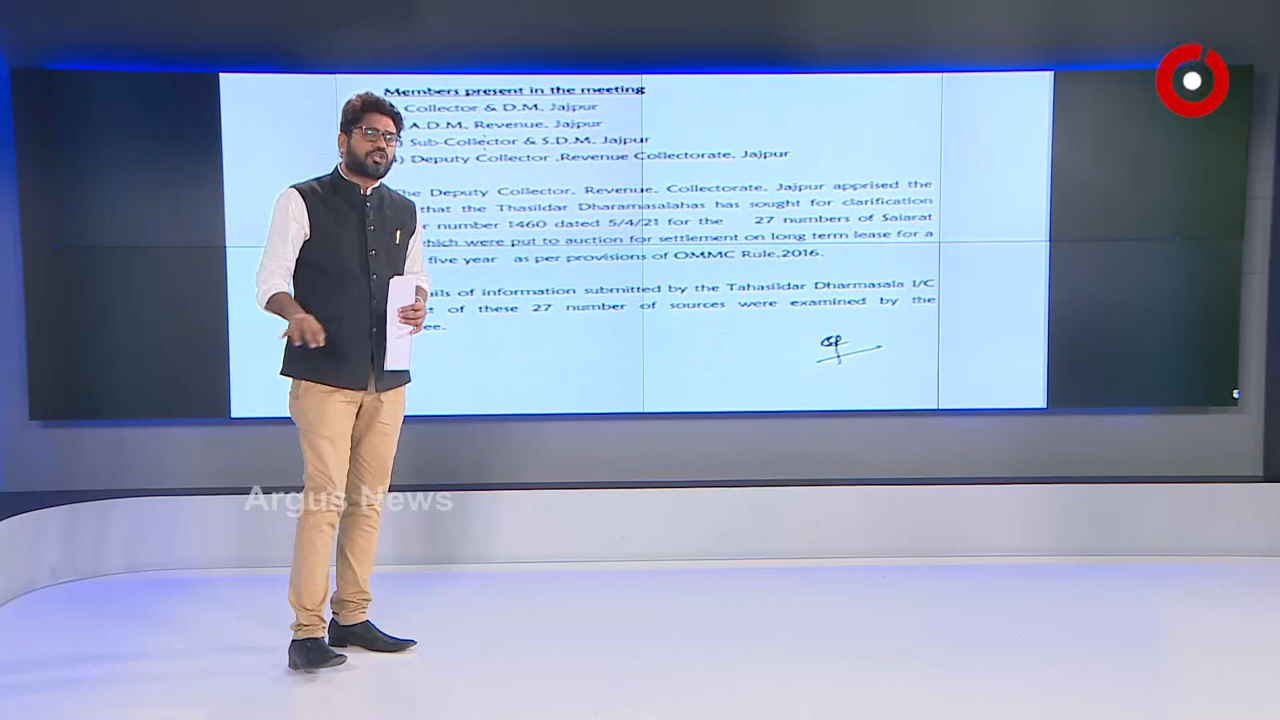 Members present in the meeting
Collector & D.M, Jajpur
A.D.M, Revenue, Jajpur
Sub-Collector & S.D.M, Jajpur
Deputy Collector ,Revenue Collectorate, Jajpur
The Deputy Collector, Revenue, Collectorate, Jajpur apprised the
that the Thasildar Dharamasalahas has sought for clarification
number 1460 dated 5/4/21 for the 27 numbers of Sairat
which were put to auction for settlement on long term lease for a
five year as per provisions of OMMC Rule,2016.
of information submitted by the Tahasildar Dharmasala I/C
of these 27 number of sources were examined by the
Argus News